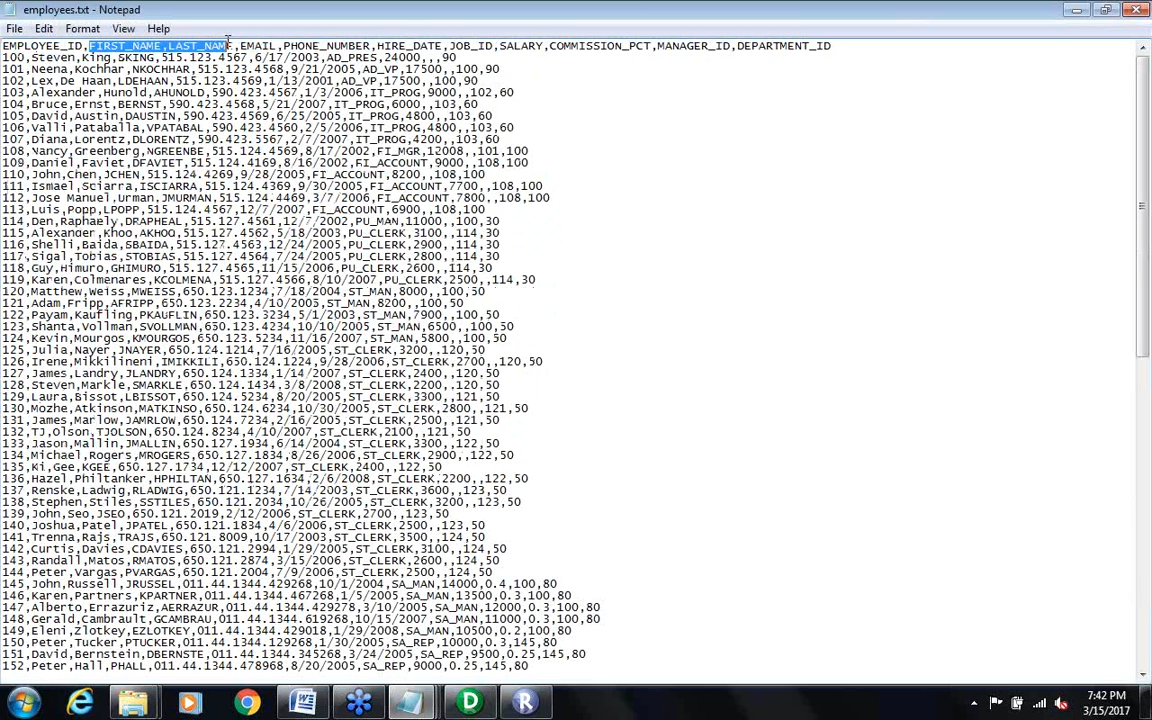 employees.txt - Notepad
File Edit Format View Help
EMPLOYEE_ID,FIRST_NAME,LAST_NAME,EMAIL,PHONE_NUMBER,HIRE_DATE,JOB_ID,SALARY,COMMISSION_PCT,MANAGER_ID,DEPARTMENT_ID
100,Steven,King,SKING,515.123.4567,6/17/2003,AD_PRES,24000,,,90
101,Neena,Kochhar,NKOCHHAR,515.123.4568,9/21/2005,AD_VP,17500,,100,90
102,Lex,De Haan,LDEHAAN,515.123.4569,1/13/2001,AD_VP,17500,,100,90
103,Alexander,Hunold,AHUNOLD,590.423.4567,1/3/2006,IT_PROG,9000,,102,60
104,Bruce,Ernst,BERNST,590.423.4568,5/21/2007,IT_PROG,6000,,103,60
105,David,Austin,DAUSTIN,590.423.4569,6/25/2005,IT_PROG,4800,,103,60
106,Valli,Pataballa,VPATABAL,590.423.4560,2/5/2006,IT_PROG,4800,,103,60
107,Diana,Lorentz,DLORENTZ,590.423.5567,2/7/2007,IT_PROG,4200,,103,60
108,Nancy,Greenberg,NGREENBE,515.124.4569,8/17/2002,FI_MGR,12008,,101,100
109,Daniel,Faviet,DFAVIET,515.124.4169,8/16/2002,FI_ACCOUNT,9000,,108,100
110,John,Chen,JCHEN,515.124.4269,9/28/2005,FI_ACCOUNT,8200,,108,100
111,Ismael,Sciarra,ISCIARRA,515.124.4369,9/30/2005,FI_ACCOUNT,7700,,108,100
112,Jose Manuel,Urman,JMURMAN,515.124.4469,3/7/2006,FI_ACCOUNT,7800,,108,100
113,Luis,Popp,LPOPP,515.124.4567,12/7/2007,FI_ACCOUNT,6900,,108,100
114,Den,Raphaely,DRAPHEAL,515.127.4561,12/7/2002,PU_MAN,11000,,100,30
115,Alexander,Khoo,AKHOO,515.127.4562,5/18/2003,PU_CLERK,3100,,114,30
116,Shelli,Baida,SBAIDA,515.127.4563,12/24/2005,PU_CLERK,2900,,114,30
117,Sigal,Tobias,STOBIAS,515.127.4564,7/24/2005,PU_CLERK,2800,,114,30
118,Guy,Himuro,GHIMURO,515.127.4565,11/15/2006,PU_CLERK,2600,,114,30
119,Karen,Colmenares,KCOLMENA,515.127.4566,8/10/2007,PU_CLERK,2500,,114,30
120,Matthew,Weiss,MWEISS,650.123.1234,7/18/2004,ST_MAN,8000,,100,50
121,Adam,Fripp,AFRIPP,650.123.2234,4/10/2005,ST_MAN,8200,,100,50
122,Payam,Kaufling,PKAUFLIN,650.123.3234,5/1/2003,ST_MAN,7900,,100,50
123,Shanta,Vollman,SVOLLMAN,650.123.4234,10/10/2005,ST_MAN,6500,,100,50
124,Kevin,Mourgos,KMOURGOS,650.123.5234,11/16/2007,ST_MAN,5800,,100,50
125,Julia,Nayer,JNAYER,650.124.1214,7/16/2005,ST_CLERK,3200,,120,50
126,Irene,Mikkilineni,IMIKKILI,650.124.1224,9/28/2006,ST_CLERK,2700,,120,50
127,James,Landry,JLANDRY,650.124.1334,1/14/2007,ST_CLERK,2400,,120,50
128,Steven,Markle,SMARKLE,650.124.1434,3/8/2008,ST_CLERK,2200,,120,50
129,Laura,Bissot,LBISSOT,650.124.5234,8/20/2005,ST_CLERK,3300,,121,50
130,Mozhe,Atkinson,MATKINSO,650.124.6234,10/30/2005,ST_CLERK,2800,,121,50
131,James,Marlow,JAMRLOW,650.124.7234,2/16/2005,ST_CLERK,2500,,121,50
132,TJ,Olson,TJOLSON,650.124.8234,4/10/2007,ST_CLERK,2100,,121,50
133,Jason,Mallin,JMALLIN,650.127.1934,6/14/2004,ST_CLERK,3300,,122,50
134,Michael,Rogers,MROGERS,650.127.1834,8/26/2006,ST_CLERK,2900,,122,50
135,Ki,Gee,KGEE,650.127.1734,12/12/2007,ST_CLERK,2400,,122,50
136,Hazel,Philtanker,HPHILTAN,650.127.1634,2/6/2008,ST_CLERK,2200,,122,50
137,Renske,Ladwig,RLADWIG,650.121.1234,7/14/2003,ST_CLERK,3600,,123,50
138,Stephen,Stiles,SSTILES,650.121.2034,10/26/2005,ST_CLERK,3200,,123,50
139,John,Seo,JSEO,650.121.2019,2/12/2006,ST_CLERK,2700,,123,50
140,Joshua,Patel,JPATEL,650.121.1834,4/6/2006,ST_CLERK,2500,,123,50
141,Trenna,Rajs,TRAJS,650.121.8009,10/17/2003,ST_CLERK,3500,,124,50
142,Curtis,Davies,CDAVIES,650.121.2994,1/29/2005,ST_CLERK,3100,,124,50
143,Randall,Matos,RMATOS,650.121.2874,3/15/2006,ST_CLERK,2600,,124,50
144,Peter,Vargas,PVARGAS,650.121.2004,7/9/2006,ST_CLERK,2500,,124,50
145,John,Russell,JRUSSEL,011.44.1344.429268,10/1/2004,SA_MAN,14000,0.4,100,80
146,Karen,Partners,KPARTNER,011.44.1344.467268,1/5/2005,SA_MAN,13500,0.3,100,80
147,Alberto,Errazuriz,AERRAZUR,011.44.1344.429278,3/10/2005,SA_MAN,12000,0.3,100,80
148,Gerald,Cambrault,GCAMBRAU,011.44.1344.619268,10/15/2007,SA_MAN,11000,0.3,100,80
149,Eleni,Zlotkey,EZLOTKEY,011.44.1344.429018,1/29/2008,SA_MAN,10500,0.2,100,80
150,Peter,Tucker,PTUCKER,011.44.1344.129268,1/30/2005,SA_REP,10000,0.3,145,80
151,David,Bernstein,DBERNSTE,011.44.1344.345268,3/24/2005,SA_REP,9500,0.25,145,80
152,Peter,Hall,PHALL,011.44.1344.478968,8/20/2005,SA_REP,9000,0.25,145,80
7:42 PM
3/15/2017